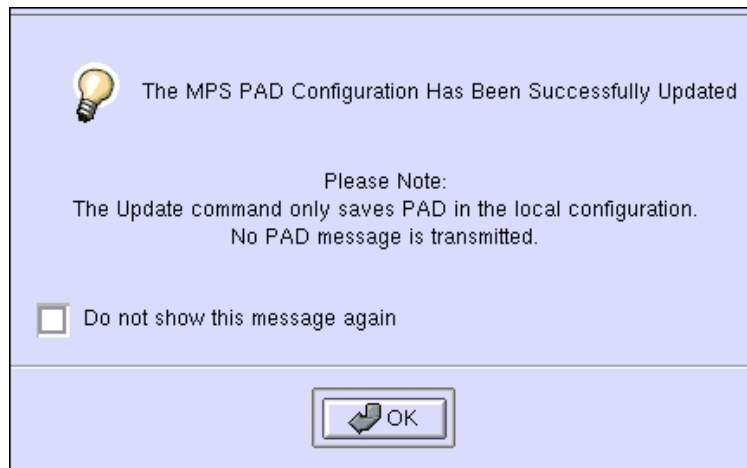 The MPS PAD Configuration Has Been Successfully Updated
Please Note:
The Update command only saves PAD in the local configuration.
No PAD message is transmitted.
Do not show this message again
OK